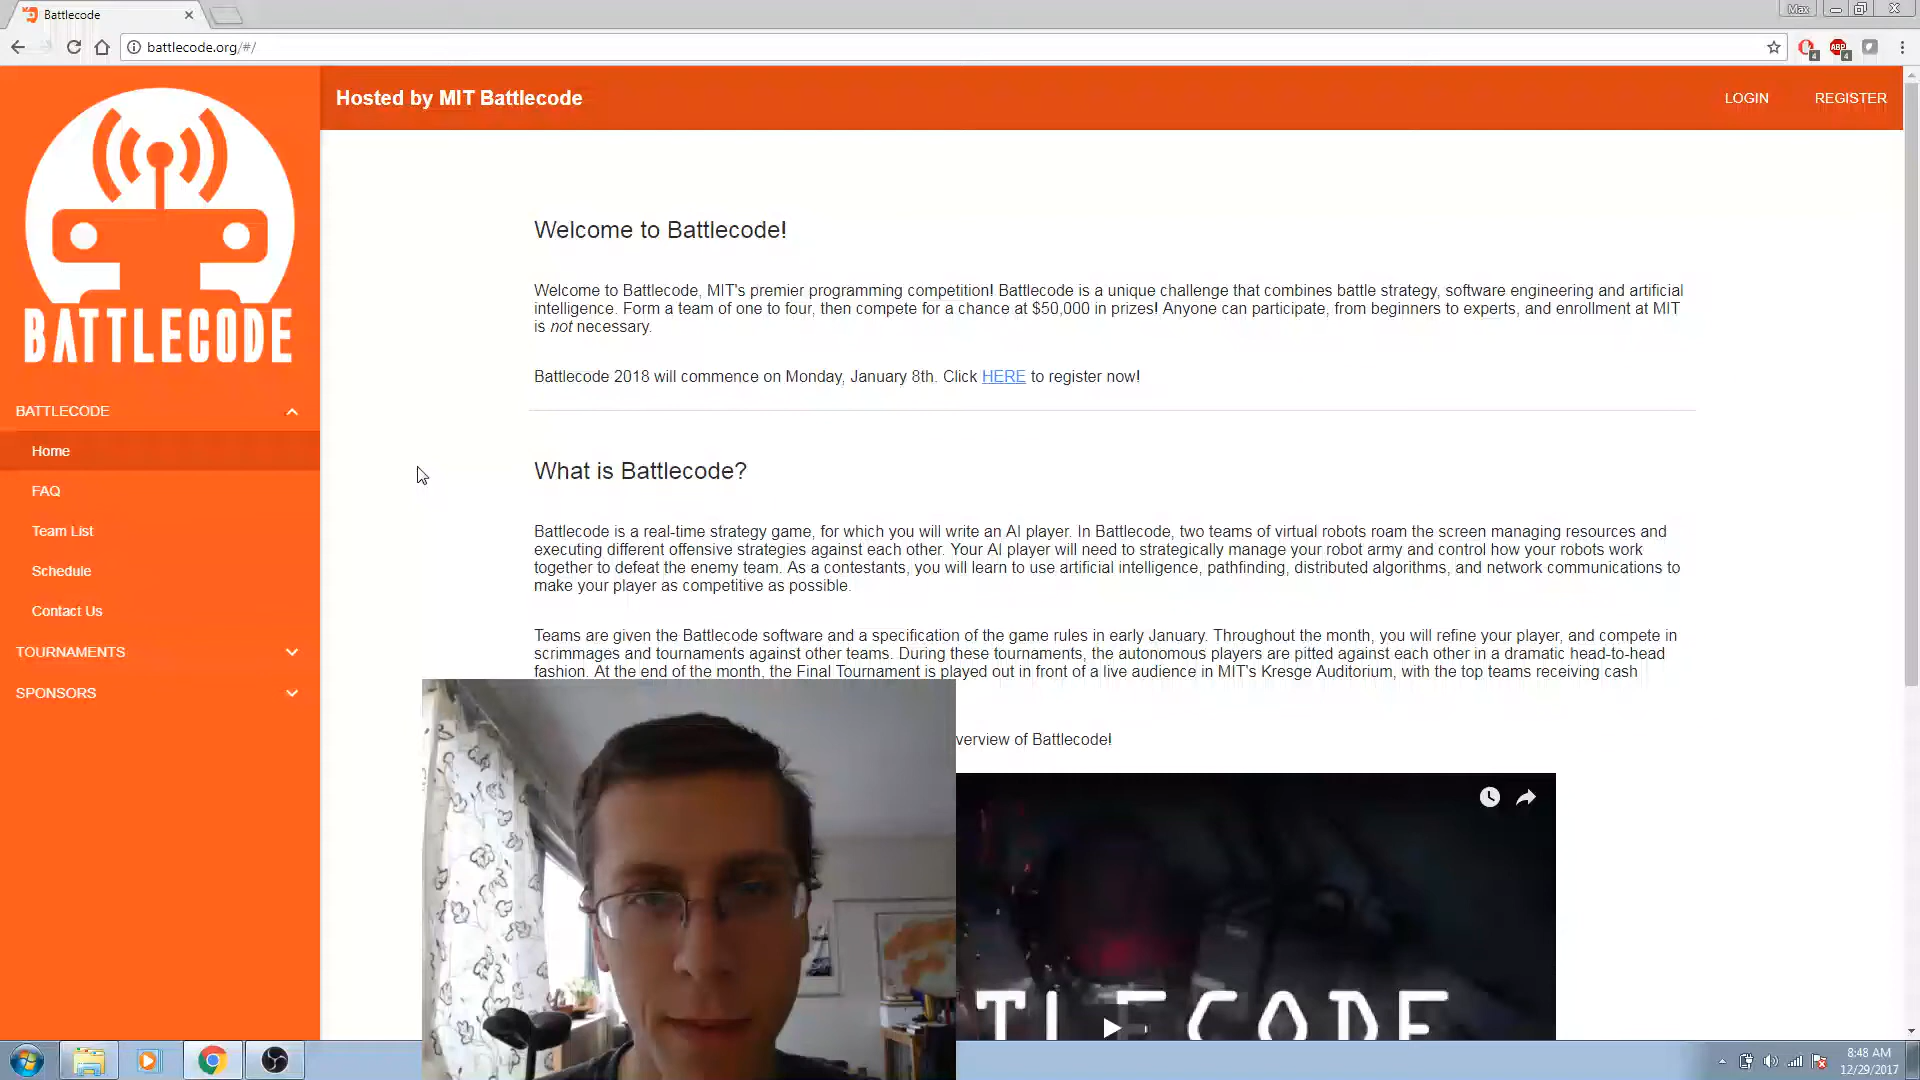 Battlecode
Max
battlecode.org/#/
4
ABP
4
Hosted by MIT Battlecode
LOGIN
REGISTER
BATTLECODE
BATTLECODE
Home
FAQ
Team List
Schedule
Contact Us
TOURNAMENTS
SPONSORS
Welcome to Battlecode!
Welcome to Battlecode, MIT's premier programming competition! Battlecode is a unique challenge that combines battle strategy, software engineering and artificial
intelligence. Form a team of one to four, then compete for a chance at $50,000 in prizes! Anyone can participate, from beginners to experts, and enrollment at MIT
is not necessary.
Battlecode 2018 will commence on Monday, January 8th. Click HERE to register now!
What is Battlecode?
Battlecode is a real-time strategy game, for which you will write an AI player. In Battlecode, two teams of virtual robots roam the screen managing resources and
executing different offensive strategies against each other. Your AI player will need to strategically manage your robot army and control how your robots work
together to defeat the enemy team. As a contestants, you will learn to use artificial intelligence, pathfinding, distributed algorithms, and network communications to
make your player as competitive as possible.
Teams are given the Battlecode software and a specification of the game rules in early January. Throughout the month, you will refine your player, and compete in
scrimmages and tournaments against other teams. During these tournaments, the autonomous players are pitted against each other in a dramatic head-to-head
fashion. At the end of the month, the Final Tournament is played out in front of a live audience in MIT's Kresge Auditorium, with the top teams receiving cash
verview of Battlecode!
TLECODE
8:48 AM
12/29/2017